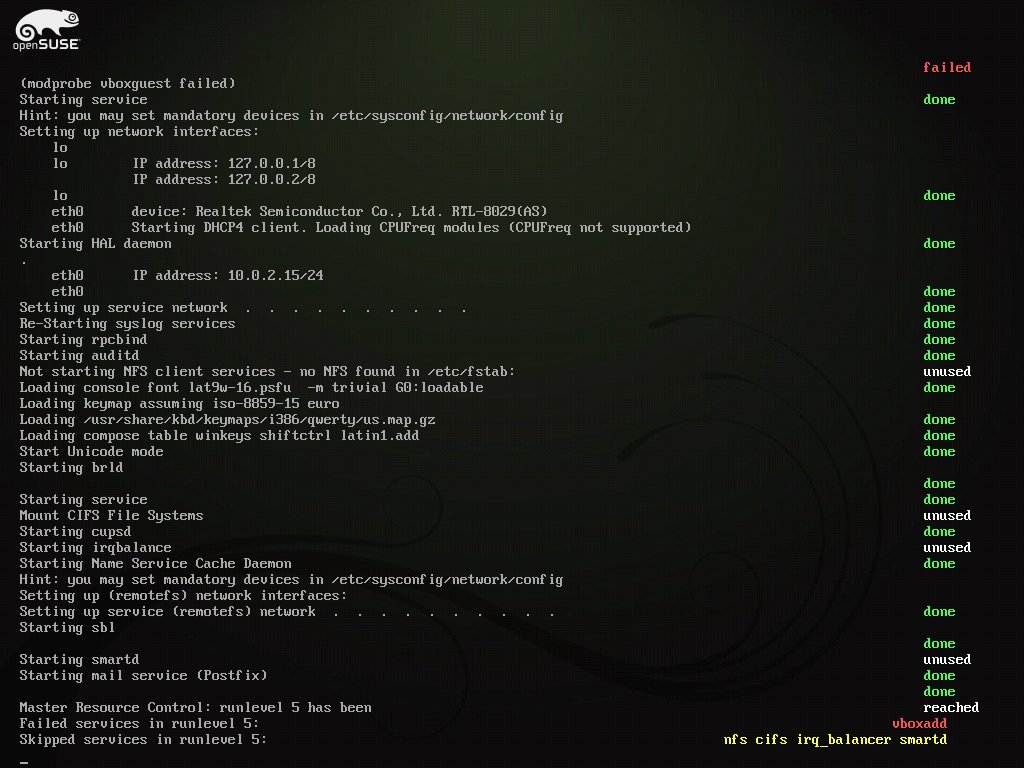 openSUSE
failed
(modprobe vboxguest failed)
Starting service done
Hint: you may set mandatory devices in /etc/sysconfig/network/config
Setting up network interfaces:
lo
lo IP address: 127.0.0.1/8
IP address: 127.0.0.2/8
lo done
eth0 device: Realtek Semiconductor Co., Ltd. RTL-8029(AS)
eth0 Starting DHCP4 client. Loading CPUFreq modules (CPUFreq not supported)
Starting HAL daemon done
.
eth0 IP address: 10.0.2.15/24
eth0 done
Setting up service network . . . . . . . . . . done
Re-Starting syslog services done
Starting rpcbind done
Starting auditd done
Not starting NFS client services - no NFS found in /etc/fstab: unused
Loading console font lat9w-16.psfu -m trivial G0:loadable done
Loading keymap assuming iso-8859-15 euro
Loading /usr/share/kbd/keymaps/i386/qwerty/us.map.gz done
Loading compose table winkeys shiftctrl latin1.add done
Start Unicode mode done
Starting brld
done
Starting service done
Mount CIFS File Systems unused
Starting cupsd done
Starting irqbalance unused
Starting Name Service Cache Daemon done
Hint: you may set mandatory devices in /etc/sysconfig/network/config
Setting up (remotefs) network interfaces:
Setting up service (remotefs) network . . . . . . . . . . done
Starting sbl
done
Starting smartd unused
Starting mail service (Postfix) done
done
Master Resource Control: runlevel 5 has been reached
Failed services in runlevel 5: vboxadd
Skipped services in runlevel 5: nfs cifs irq_balancer smartd
_